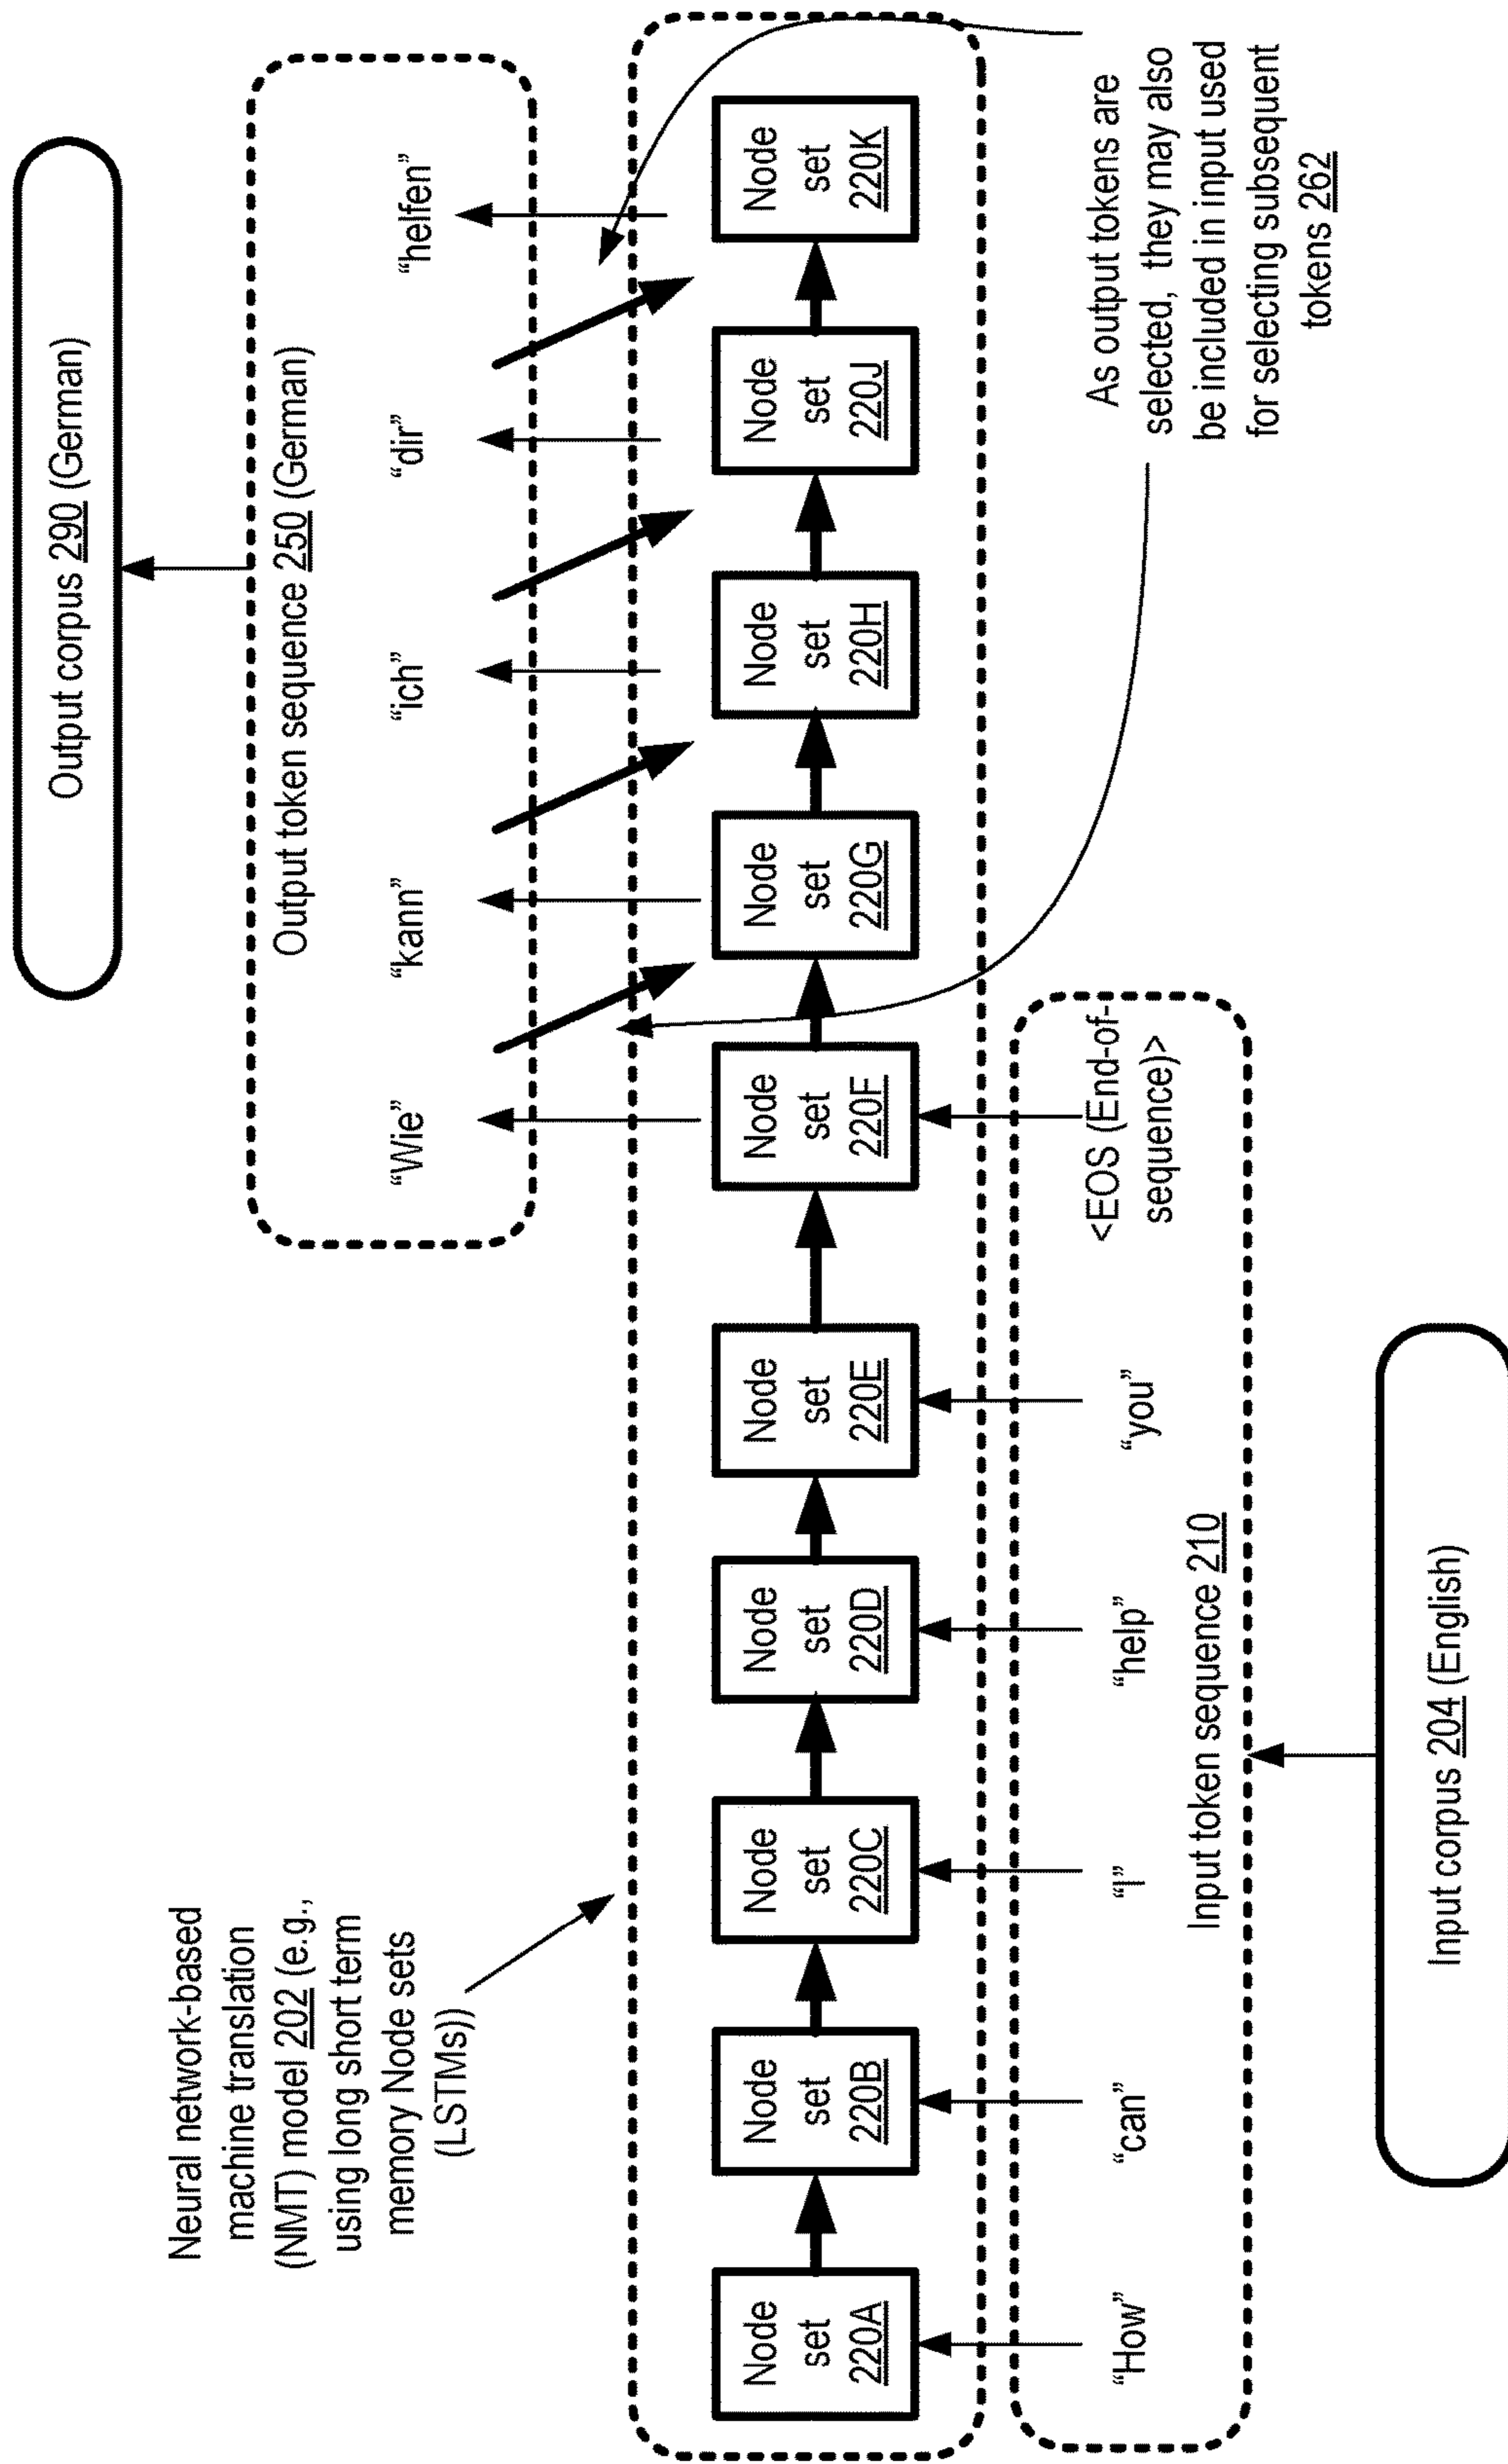 Output corpus 290 (German)
Output token sequence 250 (German)
“Wie”
“kann”
“ich”
“dir”
“helfen”
Neural network-based
machine translation
(NMT) model 202 (e.g.,
using long short term
memory Node sets
(LSTMs))
Node
set
220A
Node
set
220B
Node
set
220C
Node
set
220D
Node
set
220E
Node
set
220F
Node
set
220G
Node
set
220H
Node
set
220J
Node
set
220K
“How”
“can”
“I”
“help”
“you”
<EOS (End-of-
sequence)>
Input token sequence 210
Input corpus 204 (English)
As output tokens are
selected, they may also
be included in input used
for selecting subsequent
tokens 262